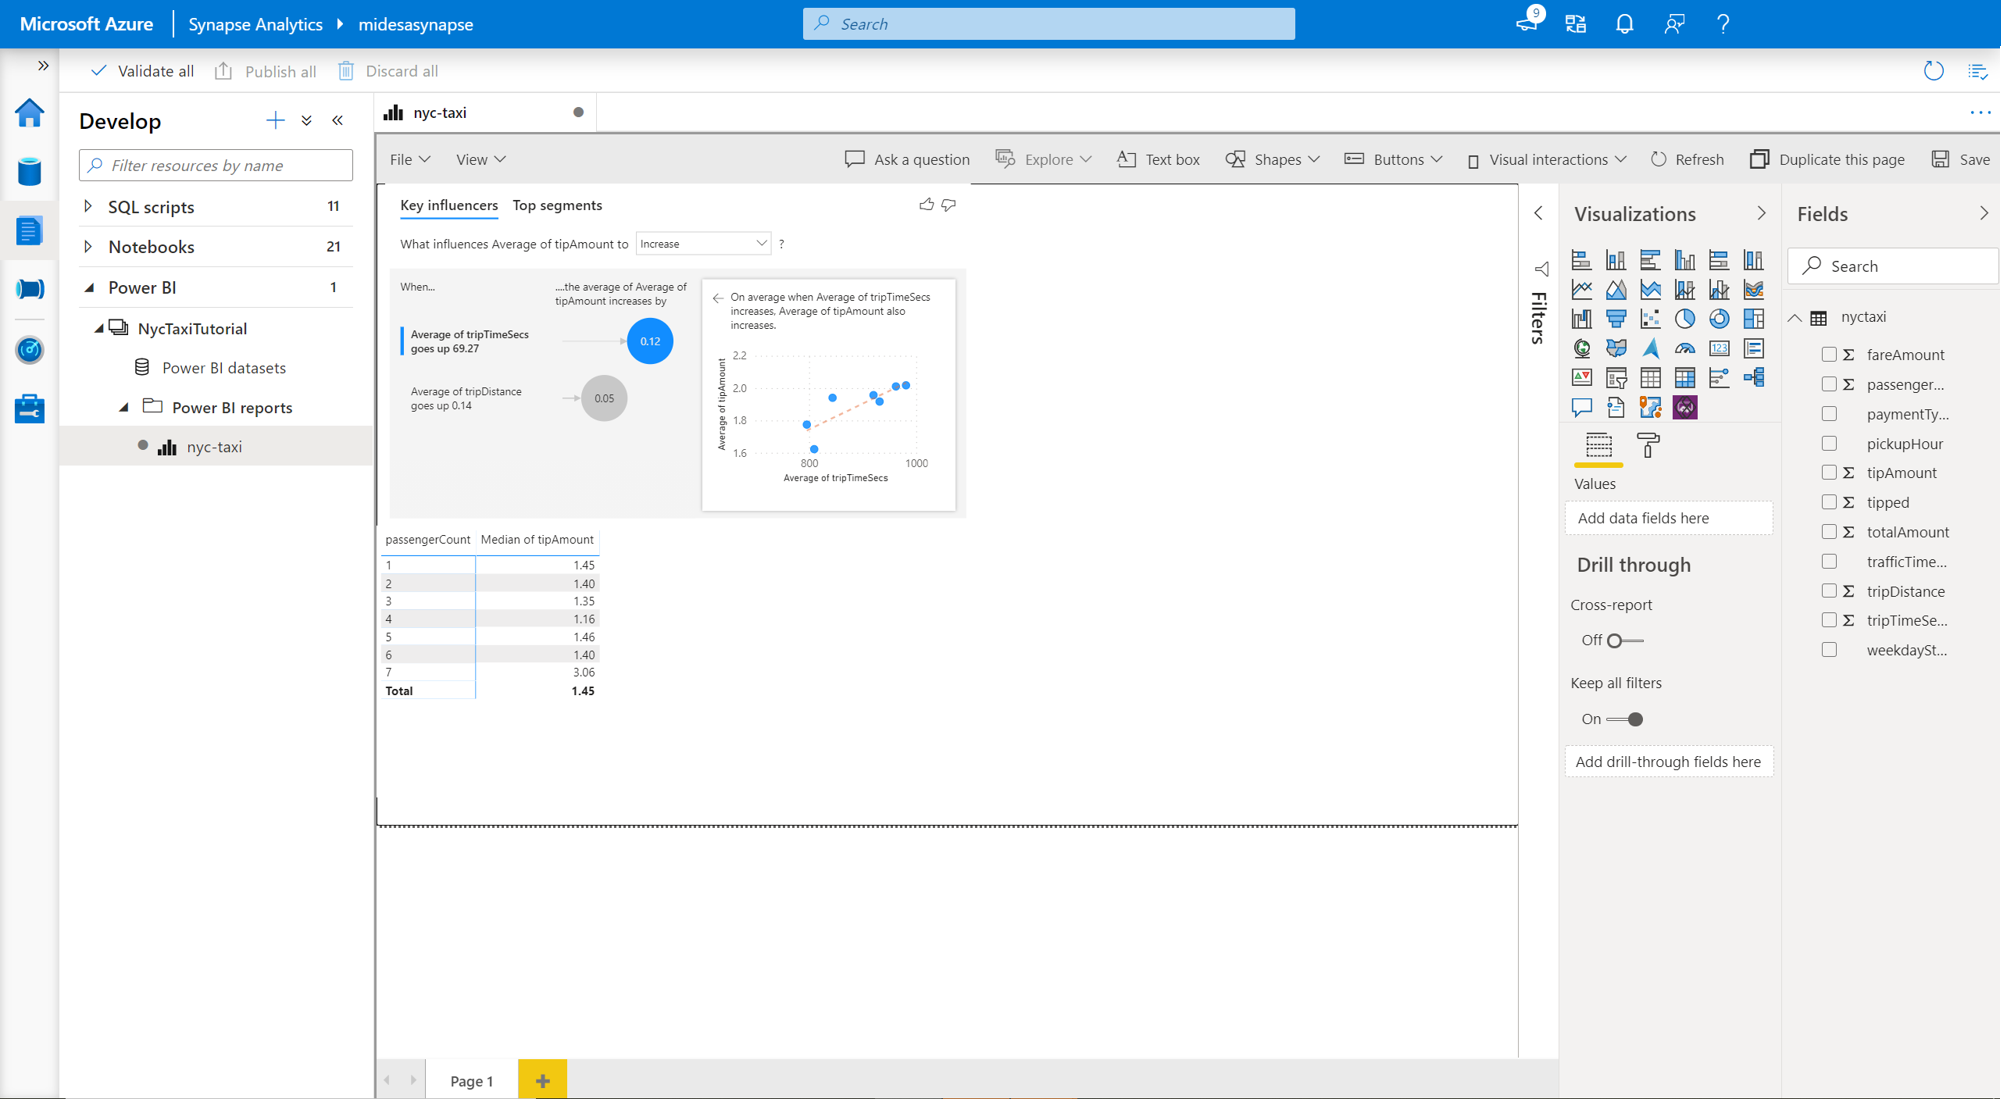 Microsoft Azure
Synapse Analytics
midesasynapse
Search
9
?
Validate all
Publish all
Discard all
Develop
Filter resources by name
SQL scripts
11
Notebooks
21
Power BI
1
NycTaxiTutorial
Power BI datasets
Power BI reports
nyc-taxi
nyc-taxi
File
View
Ask a question
Explore
Text box
Shapes
Buttons
Visual interactions
Refresh
Duplicate this page
Save
Key influencers
Top segments
What influences Average of tipAmount to
Increase
?
When...
....the average of Average of
tipAmount increases by
Average of tripTimeSecs
goes up 69.27
0.12
Average of tripDistance
goes up 0.14
0.05
On average when Average of tripTimeSecs
increases, Average of tipAmount also
increases.
Average of tipAmount
2.2
2.0
1.8
1.6
800
1000
Average of tripTimeSecs
passengerCount Median of tipAmount
1 1.45
2 1.40
3 1.35
4 1.16
5 1.46
6 1.40
7 3.06
Total 1.45
Page 1
Filters
Visualizations
123
Values
Add data fields here
Drill through
Cross-report
Off
Keep all filters
On
Add drill-through fields here
Fields
Search
nyctaxi
Σ fareAmount
Σ passenger...
paymentTy...
pickupHour
Σ tipAmount
Σ tipped
Σ totalAmount
trafficTime...
Σ tripDistance
Σ tripTimeSe...
weekdaySt...